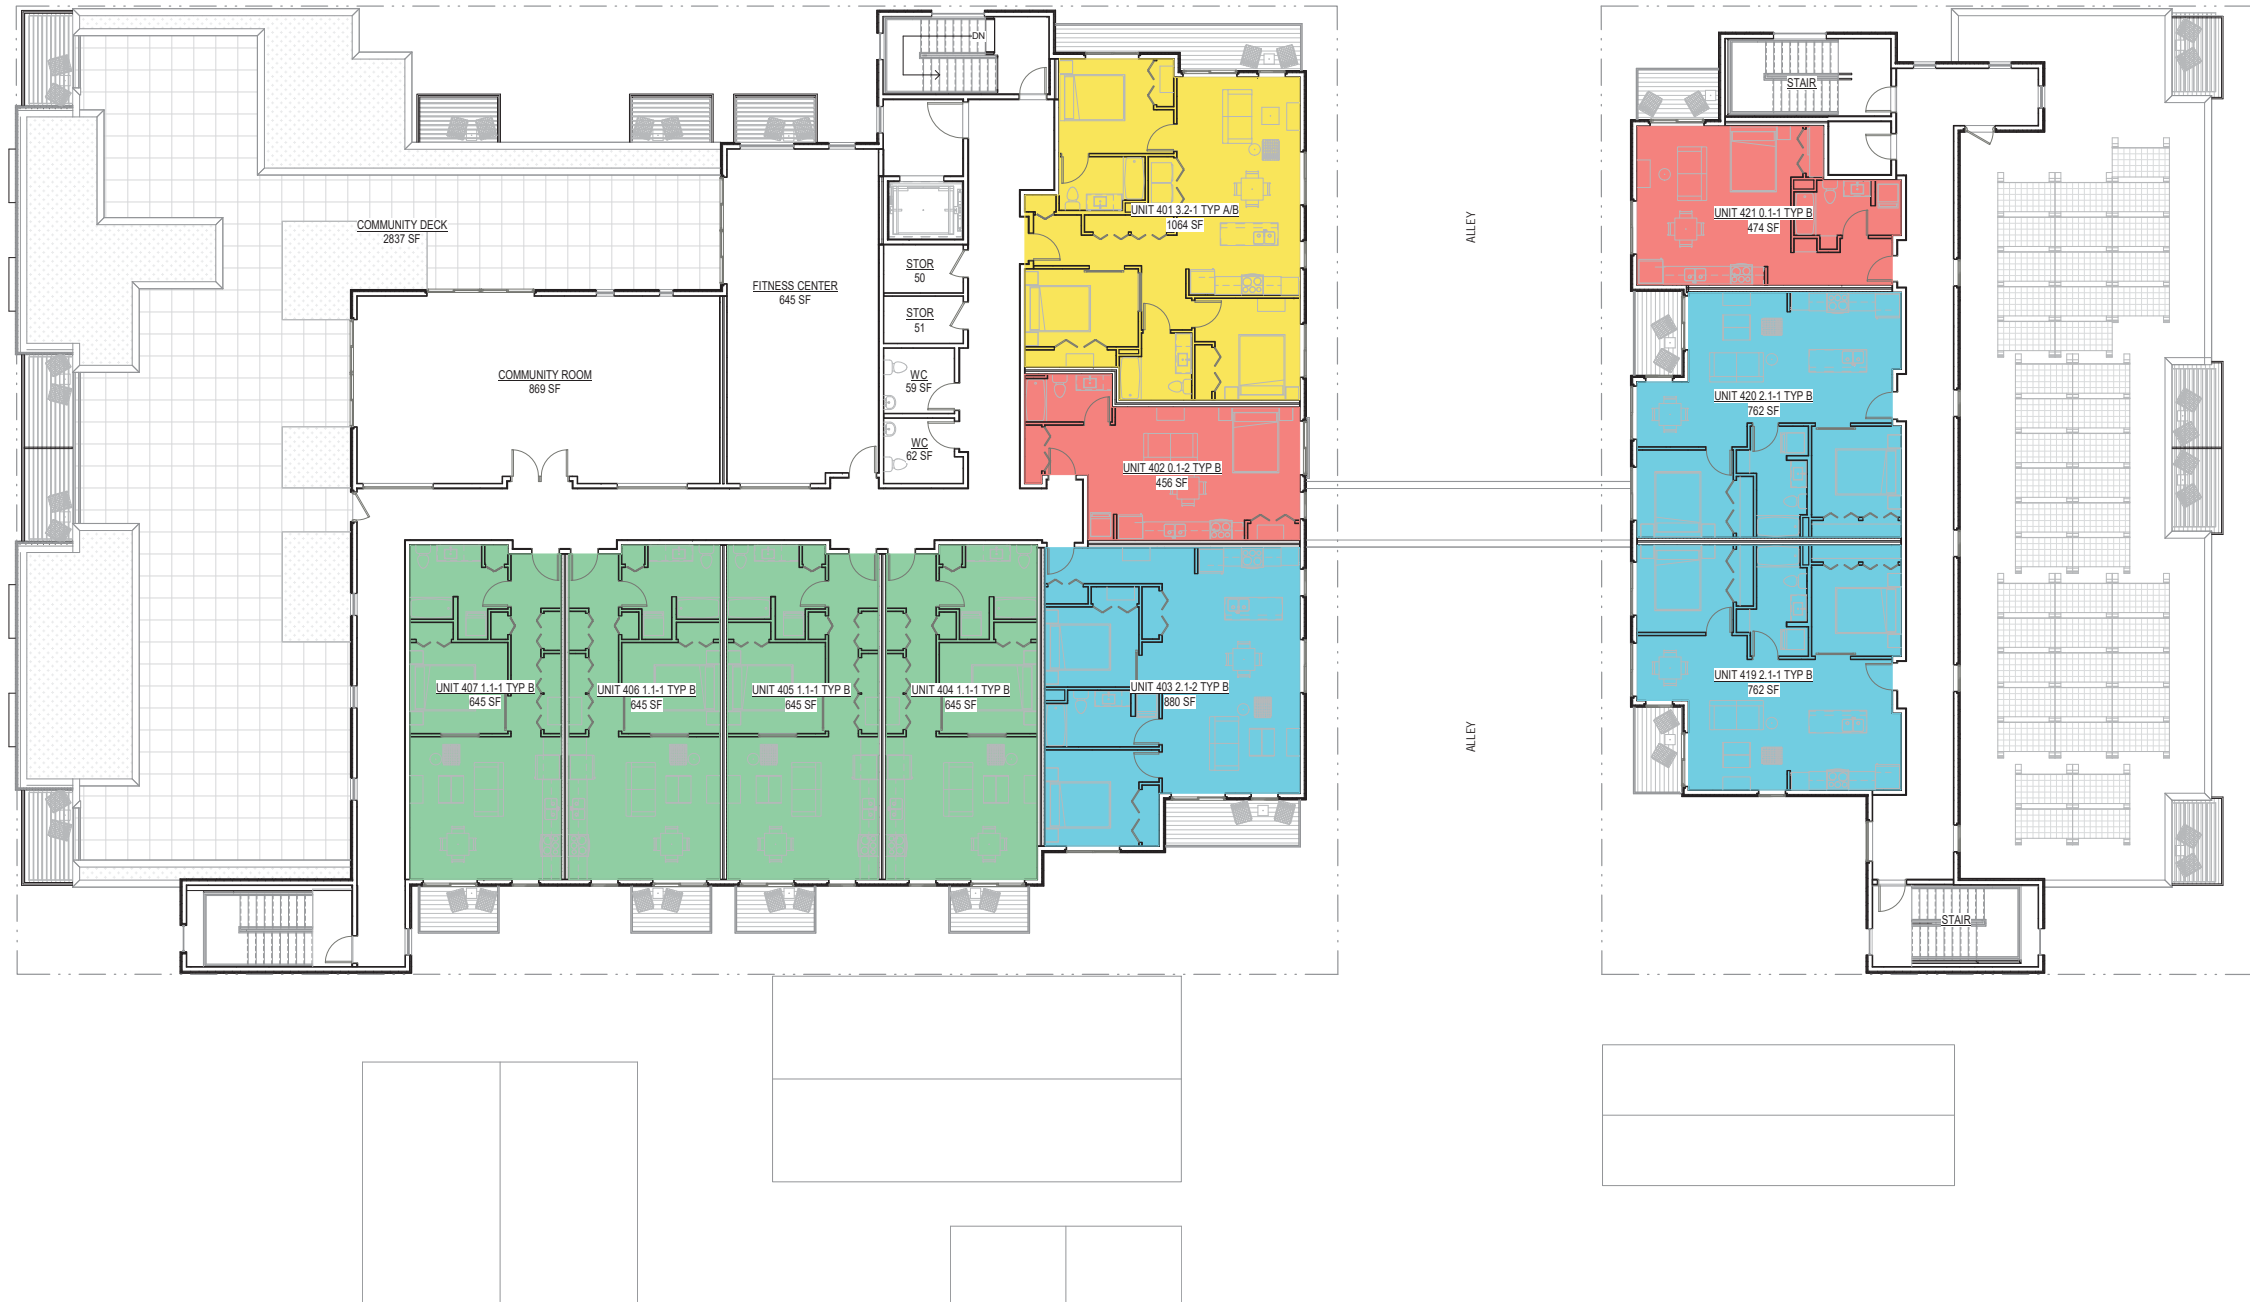 DN
STAIR
COMMUNITY DECK
2837 SF
UNIT 401 3.2-1 TYP A/B
1064 SF
ALLEY
UNIT 421 0.1-1 TYP B
474 SF
STOR
50
FITNESS CENTER
645 SF
STOR
51
COMMUNITY ROOM
869 SF
WC
59 SF
UNIT 420 2.1-1 TYP B
762 SF
WC
62 SF
UNIT 402 0.1-2 TYP B
456 SF
UNIT 407 1.1-1 TYP B
645 SF
UNIT 406 1.1-1 TYP B
645 SF
UNIT 405 1.1-1 TYP B
645 SF
UNIT 404 1.1-1 TYP B
645 SF
UNIT 403 2.1-2 TYP B
880 SF
UNIT 419 2.1-1 TYP B
762 SF
ALLEY
STAIR